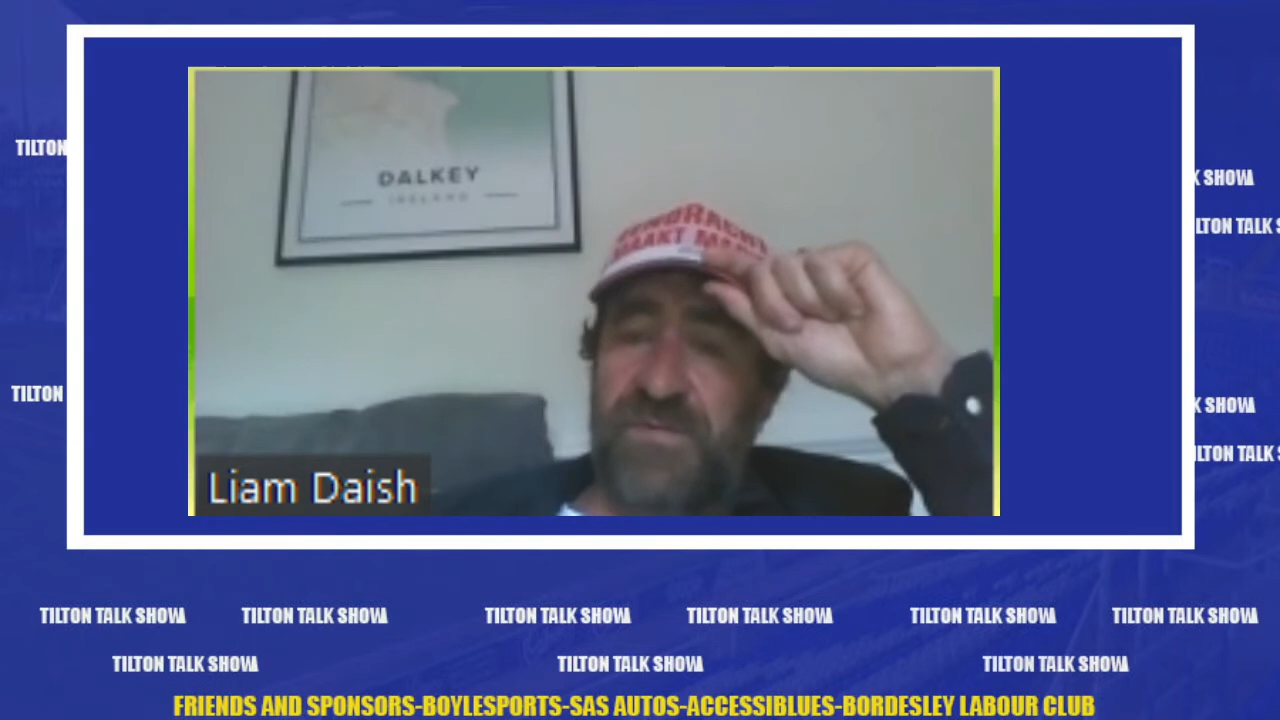 DALKEY
IRELAND
MAAKT
Liam Daish
TILTON
K SHOW
LTON TALK S
TILTON
K SHOW
LTON TALK S
TILTON TALK SHOW TILTON TALK SHOW TILTON TALK SHOW TILTON TALK SHOW TILTON TALK SHOW TILTON TALK SHOW
TILTON TALK SHOW TILTON TALK SHOW TILTON TALK SHOW
FRIENDS AND SPONSORS-BOYLESPORTS-SAS AUTOS-ACCESSIBLUES-BORDESLEY LABOUR CLUB